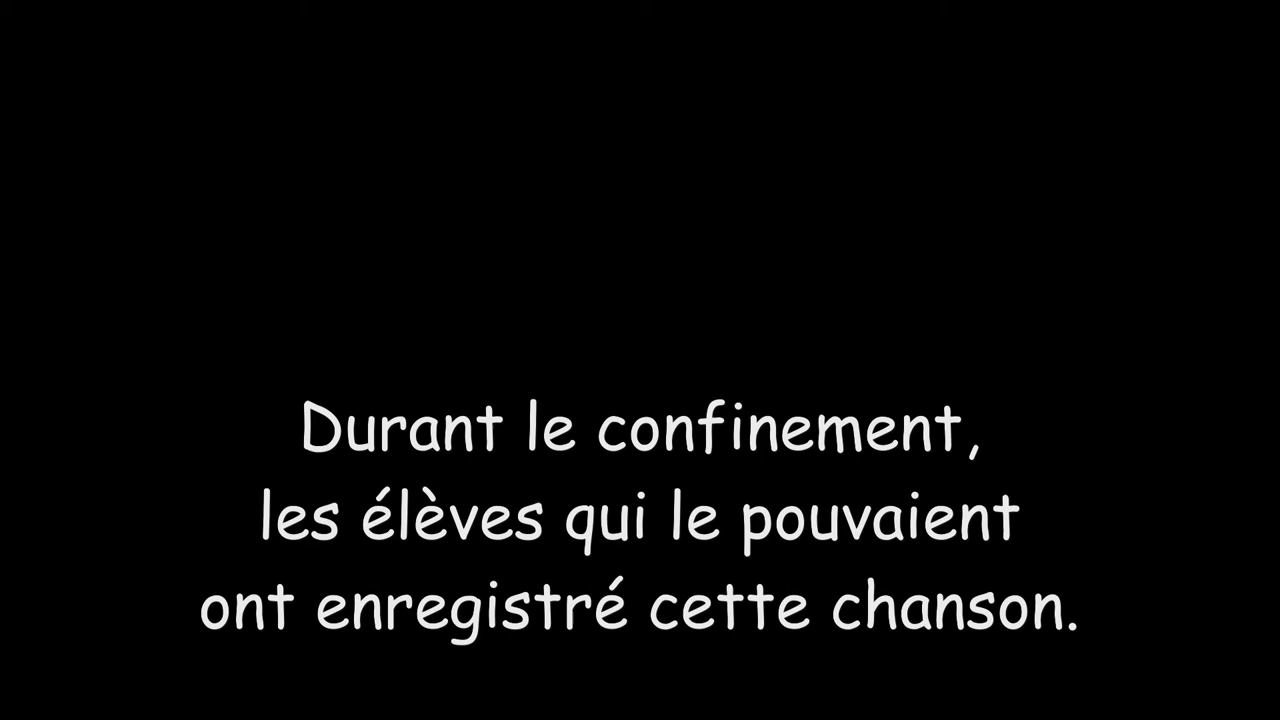 Durant le confinement,
les élèves qui le pouvaient
ont enregistré cette chanson.